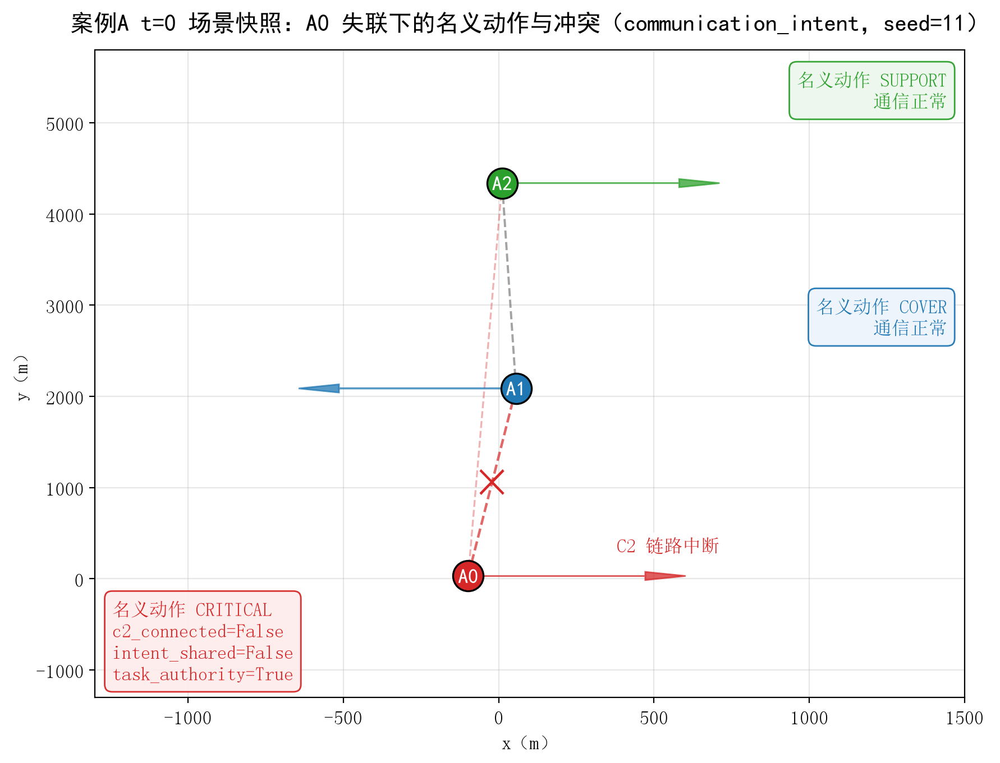 案例A t=0 场景快照：A0 失联下的名义动作与冲突（communication_intent，seed=11）
名义动作 SUPPORT
通信正常
5000
A2
4000
3000
名义动作 COVER
通信正常
y（m）
A1
2000
1000
C2 链路中断
A0
0
名义动作 CRITICAL
c2_connected=False
intent_shared=False
task_authority=True
-1000
-1000
-500
0
500
1000
1500
x（m）